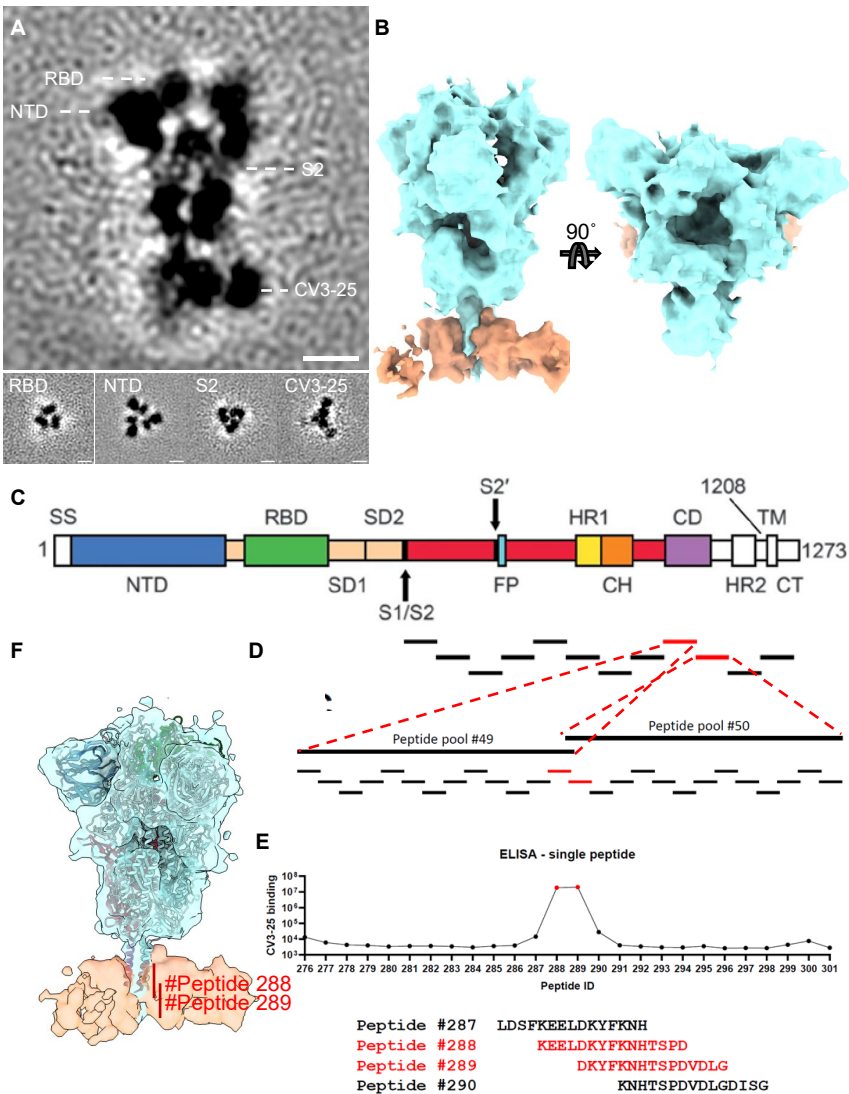 A
RBD
NTD
S2
CV3-25
RBD
NTD
S2
CV3-25
B
90°
C
S2′
1208
SS
RBD
SD2
HR1
CD
TM
1
1273
NTD
SD1
FP
CH
HR2
CT
S1/S2
F
#Peptide 288
#Peptide 289
D
Peptide pool #49
Peptide pool #50
E
ELISA - single peptide
CV3-25 binding
10⁸
10⁷
10⁶
10⁵
10⁴
10³
276 277 278 279 280 281 282 283 284 285 286 287 288 289 290 291 292 293 294 295 296 297 298 299 300 301
Peptide ID
Peptide #287 LDSFKEELDKYFKNH
Peptide #288 KEELDKYFKNHTSPD
Peptide #289 DKYFKNHTSPDVDLG
Peptide #290 KNHTSPDVDLGDISG